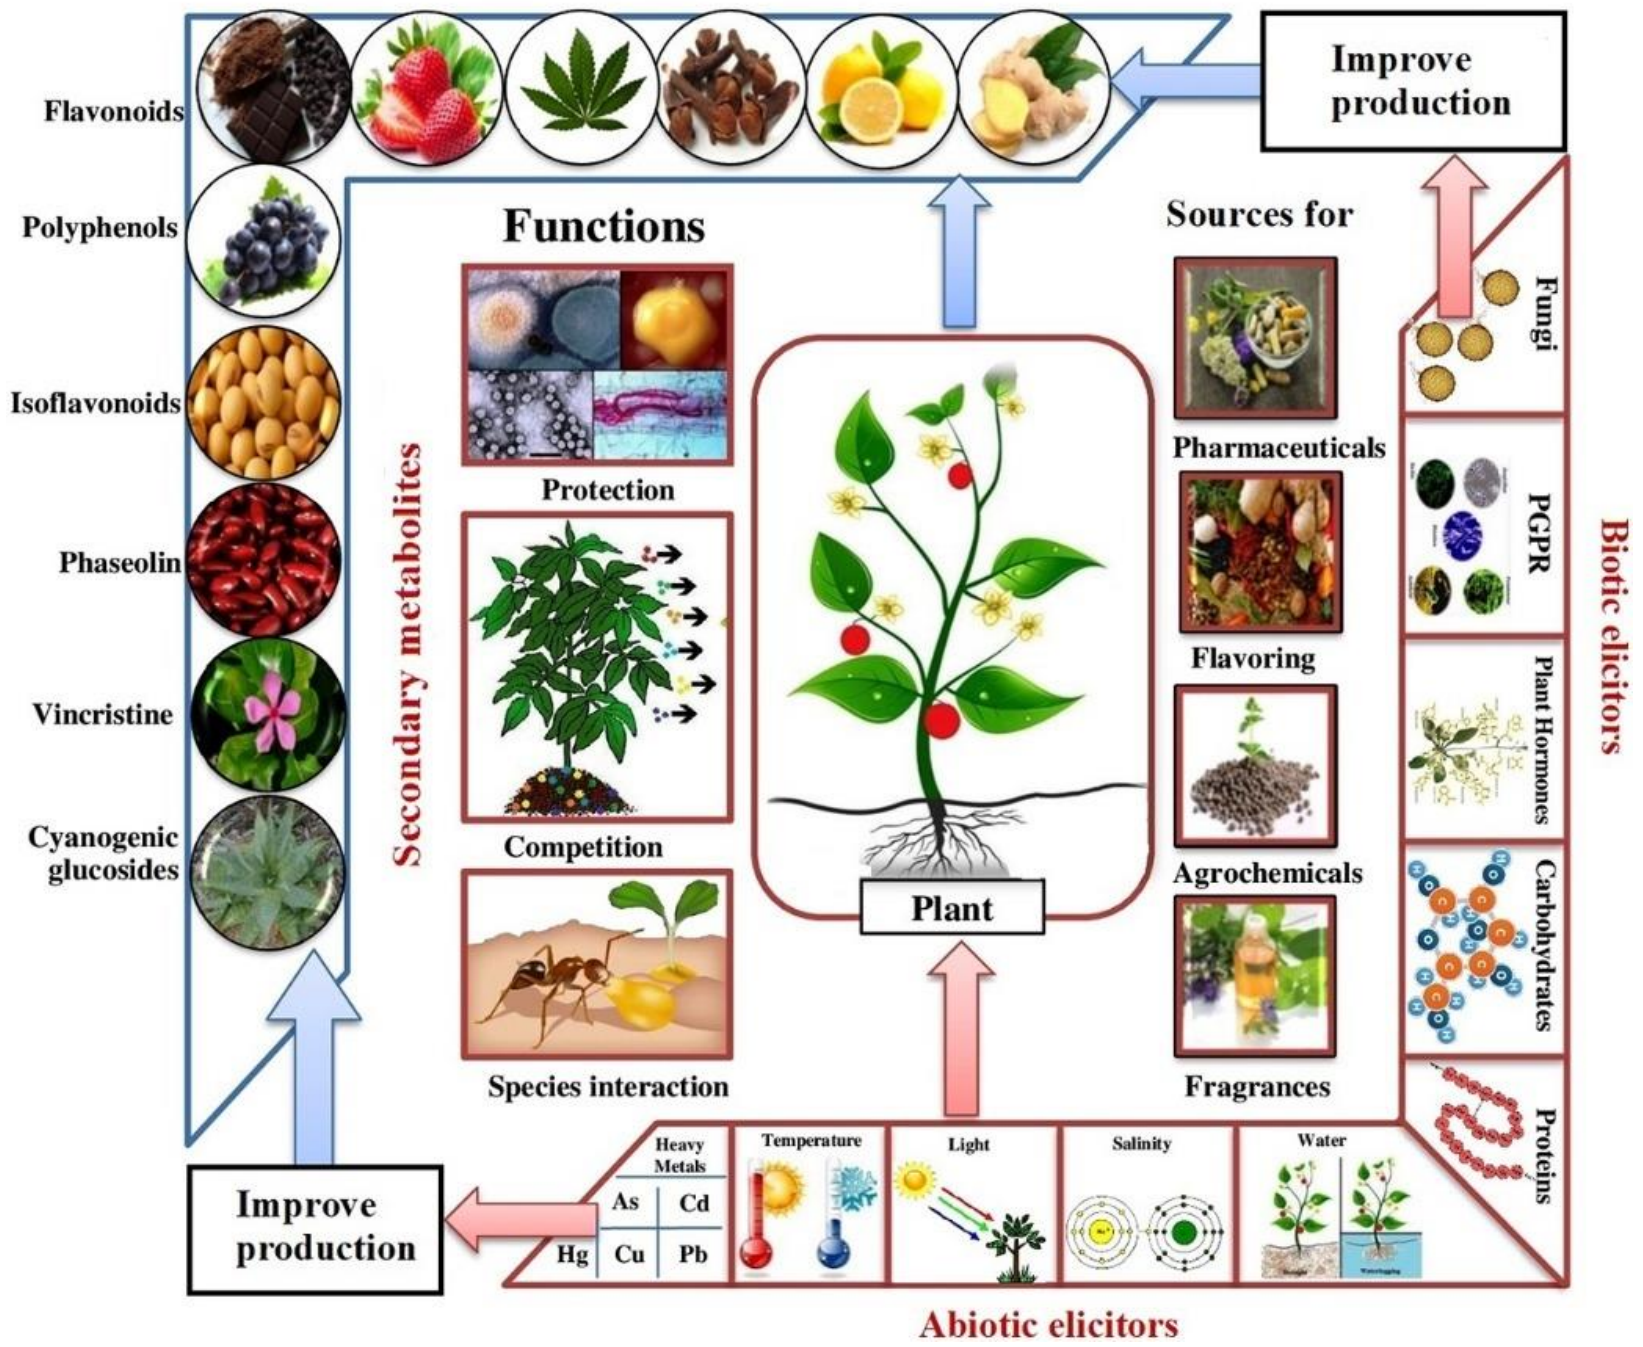 Flavonoids
Polyphenols
Isoflavonoids
Phaseolin
Vincristine
Cyanogenic
glucosides
Improve
production
Secondary metabolites
Functions
Protection
Competition
Species interaction
Plant
Sources for
Pharmaceuticals
Flavoring
Agrochemicals
Fragrances
Improve
production
Fungi
PGPR
Plant Hormones
Carbohydrates
Proteins
Biotic elicitors
Heavy
Metals
As
Cd
Hg
Cu
Pb
Temperature
Light
Salinity
Water
Waterlogging
Abiotic elicitors